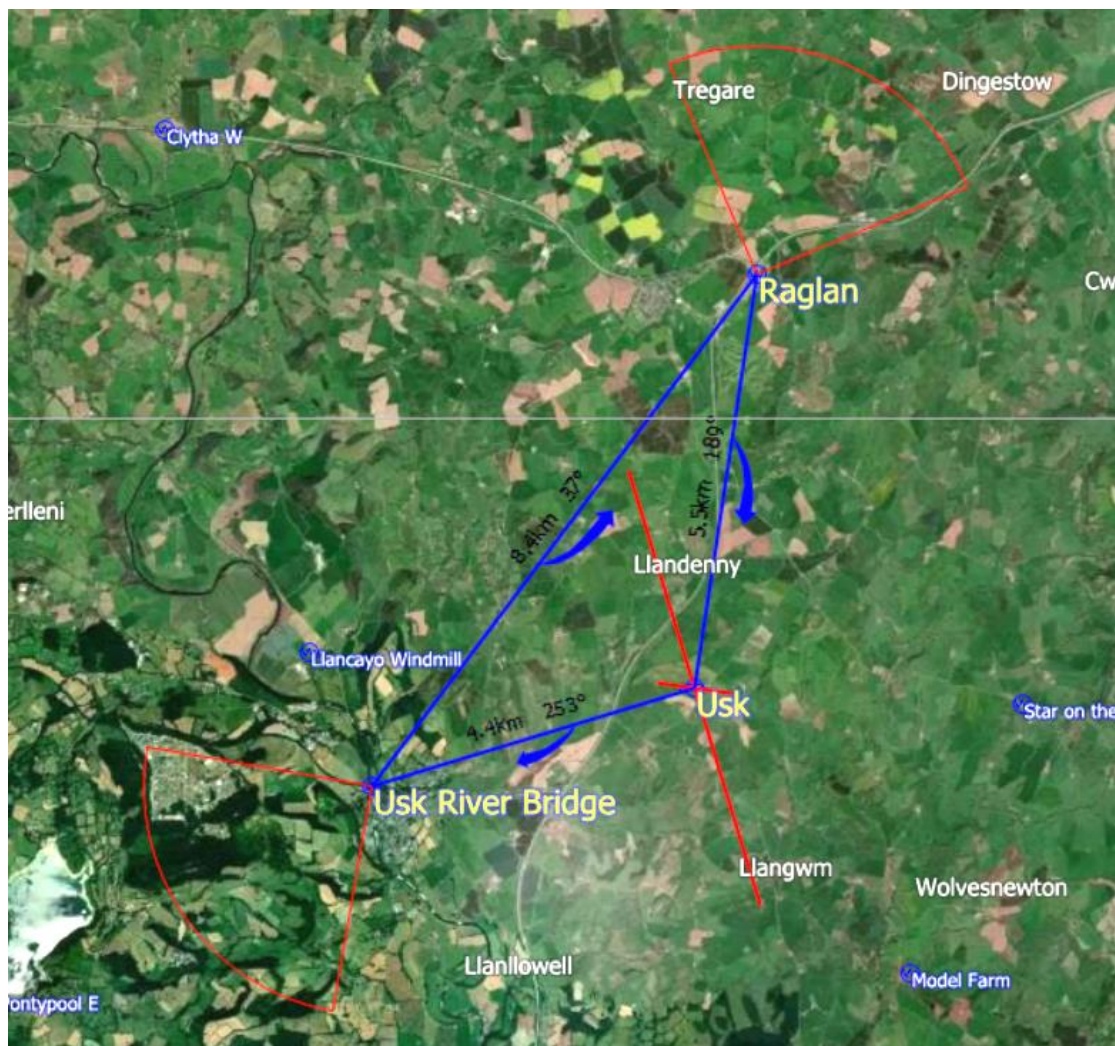 Tregare
Dingestow
Clytha W
Raglan
Cw
189°
5.5km
37°
8.4km
erlleni
Llandenny
Llancayo Windmill
Usk
Star on the
253°
4.4km
Usk River Bridge
Llangwm
Wolvesnewton
Llanllowell
Model Farm
Pontypool E